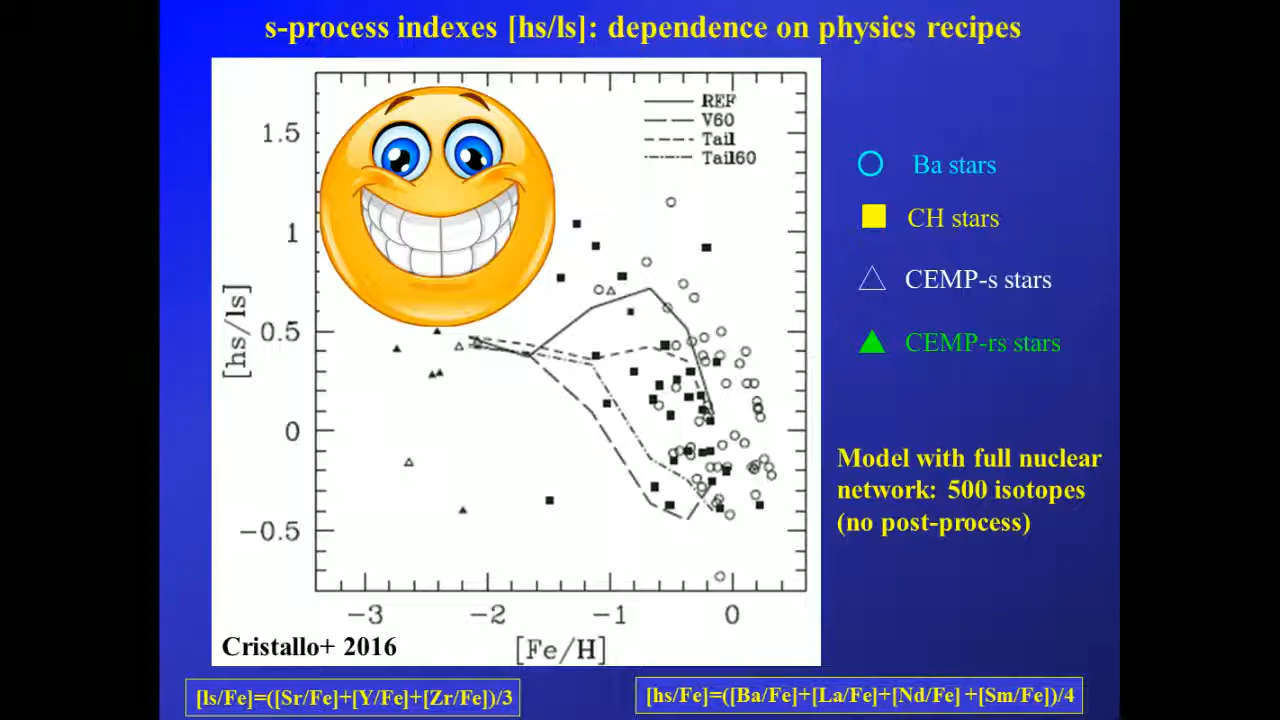 s-process indexes [hs/ls]: dependence on physics recipes
REF
V60
Tail
Tail60
1.5
1
0.5
0
−0.5
[hs/ls]
−3
−2
−1
0
[Fe/H]
Cristallo+ 2016
Ba stars
CH stars
CEMP-s stars
CEMP-rs stars
Model with full nuclear
network: 500 isotopes
(no post-process)
[ls/Fe]=([Sr/Fe]+[Y/Fe]+[Zr/Fe])/3
[hs/Fe]=([Ba/Fe]+[La/Fe]+[Nd/Fe] +[Sm/Fe])/4